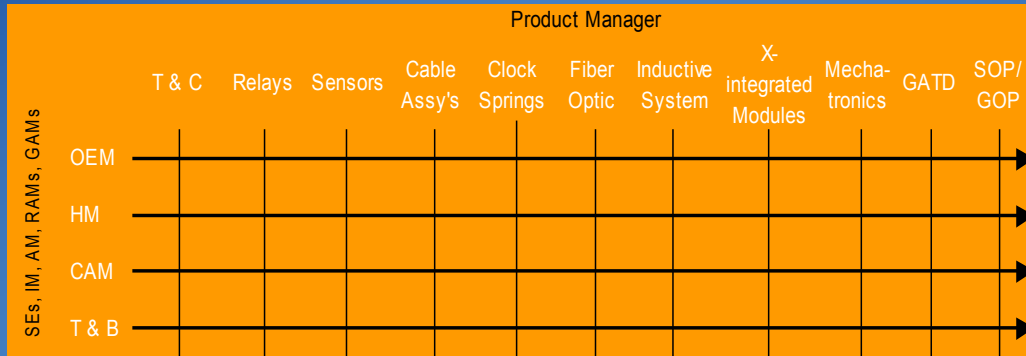 Product Manager
T & C
Relays
Sensors
Cable
Assy's
Clock
Springs
Fiber
Optic
Inductive
System
X-
integrated
Modules
Mecha-
tronics
GATD
SOP/
GOP
SEs, IM, AM, RAMs, GAMs
OEM
HM
CAM
T & B